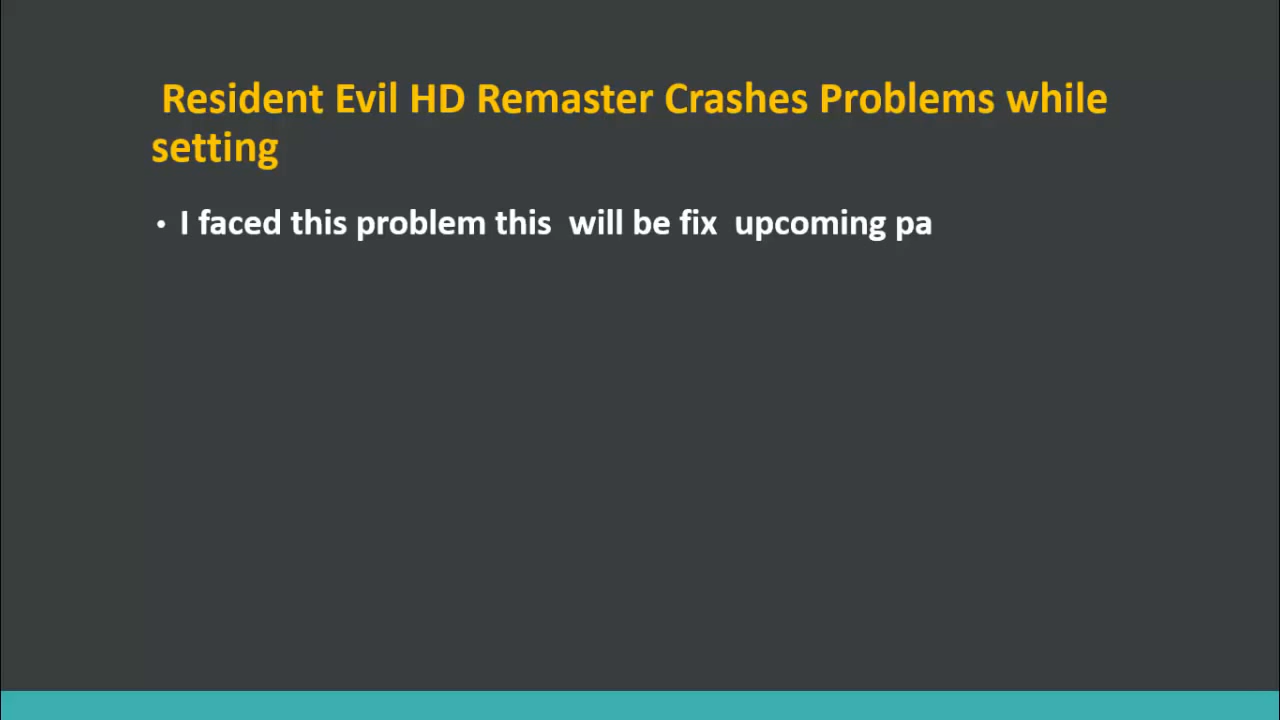 Resident Evil HD Remaster Crashes Problems while
setting
• I faced this problem this  will be fix  upcoming pa